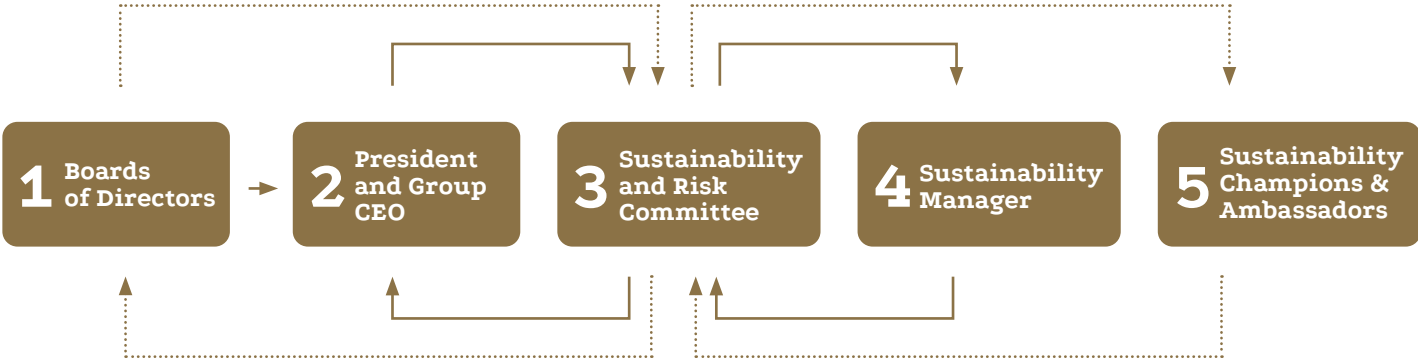 1 Boards
of Directors
2 President
and Group
CEO
3 Sustainability
and Risk
Committee
4 Sustainability
Manager
5 Sustainability
Champions &
Ambassadors